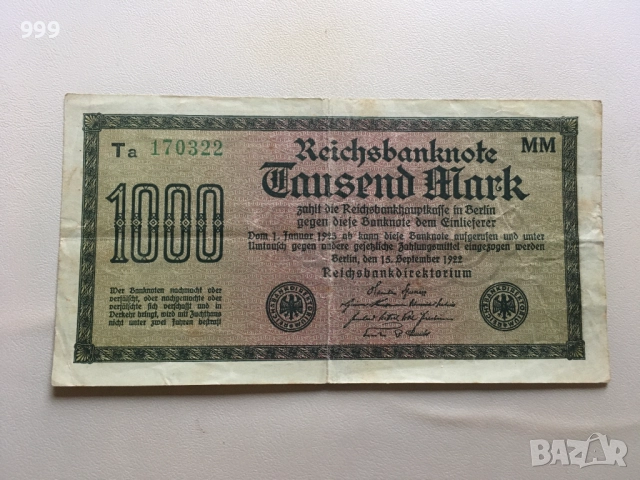 999
Ta 170322
MM
Reichsbanknote
1000
Tausend Mark
zahlt die Reichsbankhauptkasse in Berlin
gegen diese Banknote dem Einlieferer
Vom 1. Januar 1923 ab kann diese Banknote aufgerufen und unter
Umtausch gegen andere gesetzliche Zahlungsmittel eingezogen werden
Berlin, den 15. September 1922
Reichsbankdirektorium
Wer Banknoten nachmacht oder
verfälscht, oder nachgemachte oder
verfälschte sich verschafft und in
Verkehr bringt, wird mit Zuchthaus
nicht unter zwei Jahren bestraft
BAZAR